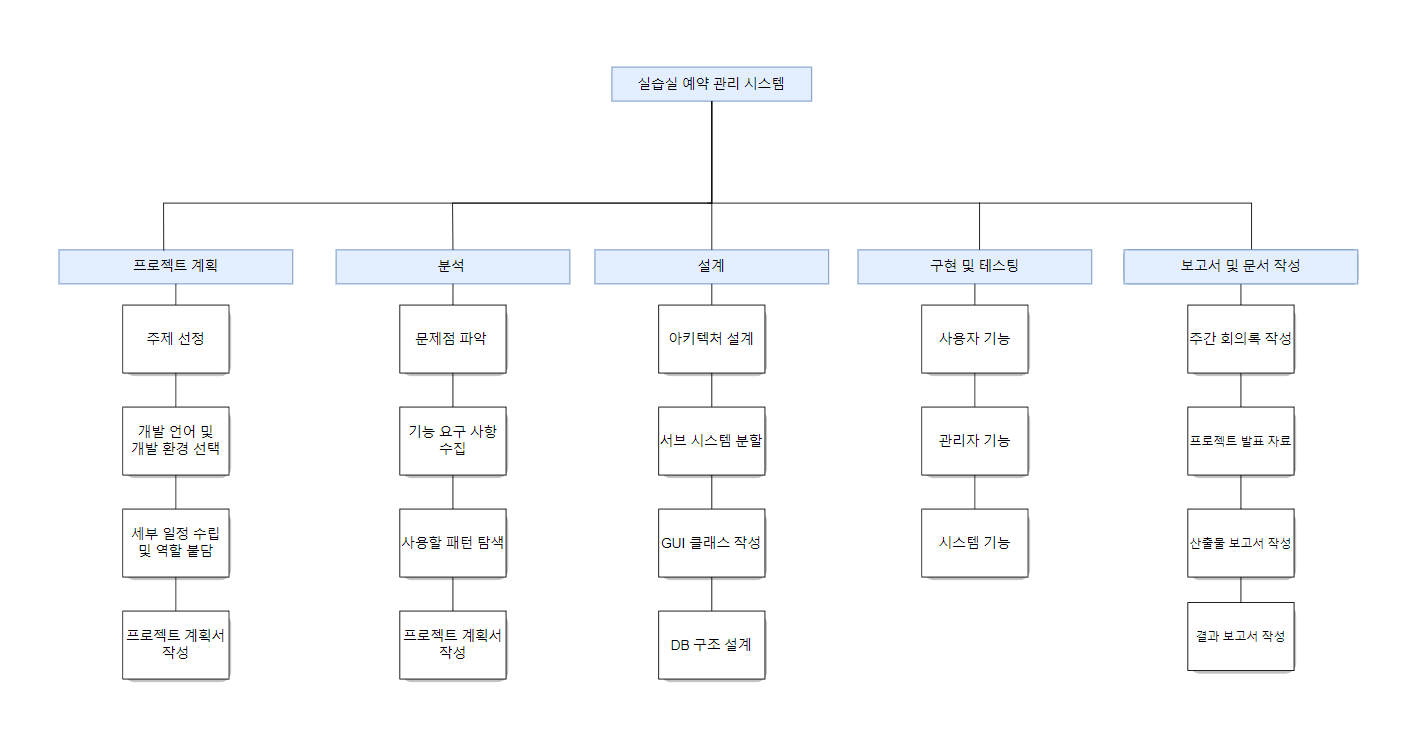 실습실 예약 관리 시스템
프로젝트 계획
주제 선정
개발 언어 및
개발 환경 선택
세부 일정 수립
및 역할 붙담
프로젝트 계획서
작성
분석
문제점 파악
기능 요구 사항
수집
사용할 패턴 탐색
프로젝트 계획서
작성
설계
아키텍처 설계
서브 시스템 분할
GUI 클래스 작성
DB 구조 설계
구현 및 테스팅
사용자 기능
관리자 기능
시스템 기능
보고서 및 문서 작성
주간 회의록 작성
프로젝트 발표 자료
산출물 보고서 작성
결과 보고서 작성